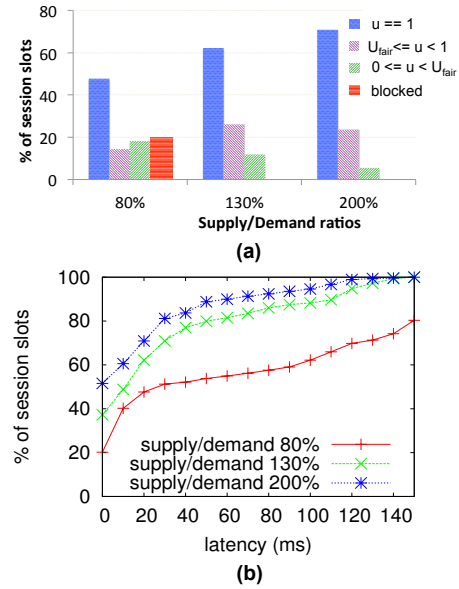 80
60
40
20
0
% of session slots
u == 1
Ufair<= u < 1
0 <= u < Ufair
blocked
80% 130% 200%
Supply/Demand ratios
(a)
100
80
60
40
20
0
% of session slots
supply/demand 80%
supply/demand 130%
supply/demand 200%
0 20 40 60 80 100 120 140
latency (ms)
(b)